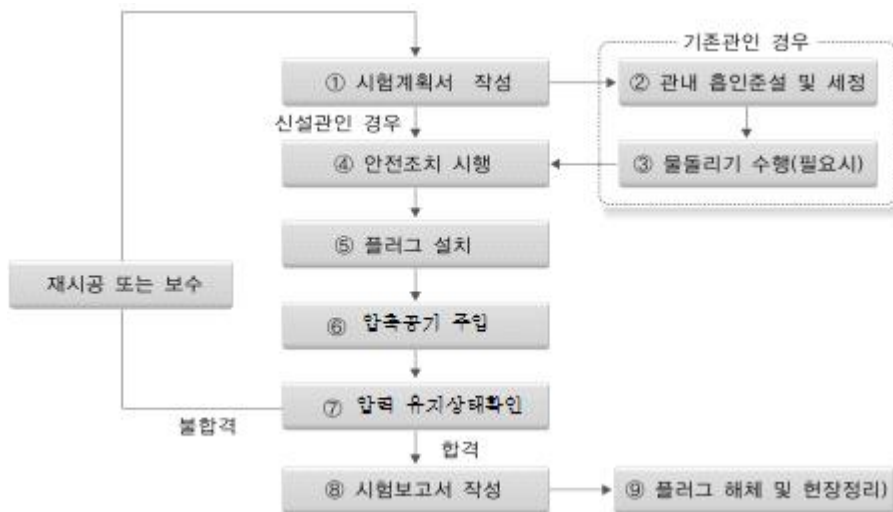 기존관인 경우
① 시험계획서 작성
② 관내 흡인준설 및 세정
신설관인 경우
④ 안전조치 시행
③ 물돌리기 수행(필요시)
⑤ 플러그 설치
재시공 또는 보수
⑥ 압축공기 주입
⑦ 압력 유지상태확인
불합격
합격
⑧ 시험보고서 작성
⑨ 플러그 해체 및 현장정리)